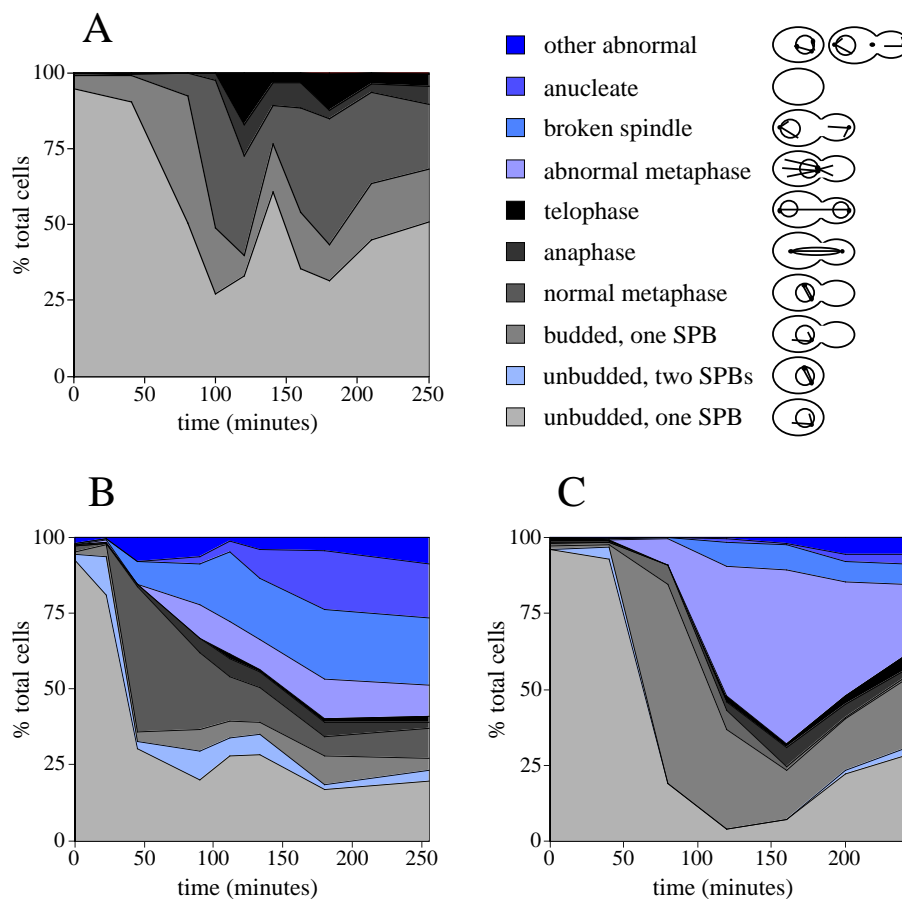 A
100
75
50
25
0
% total cells
0 50 100 150 200 250
time (minutes)
other abnormal
anucleate
broken spindle
abnormal metaphase
telophase
anaphase
normal metaphase
budded, one SPB
unbudded, two SPBs
unbudded, one SPB
B
100
75
50
25
0
% total cells
0 50 100 150 200 250
time (minutes)
C
100
75
50
25
0
% total cells
0 50 100 150 200
time (minutes)